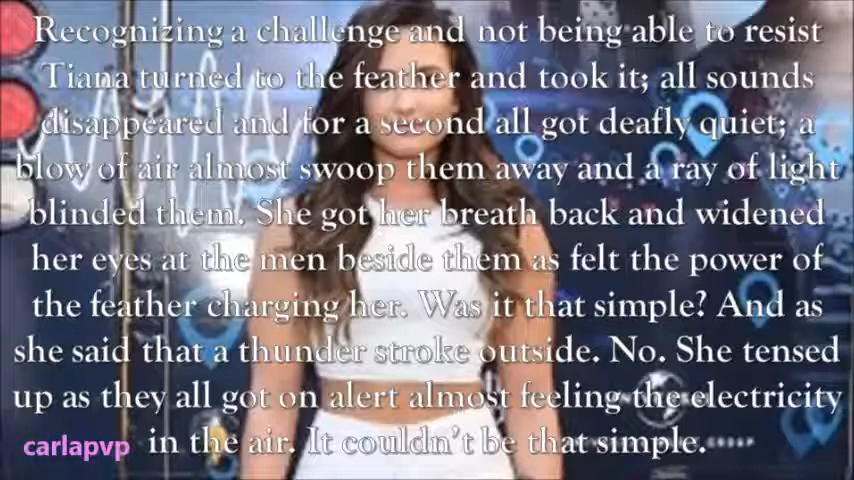 Recognizing a challenge and not being able to resist
Tiana turned to the feather and took it; all sounds
disappeared and for a second all got deafly quiet; a
blow of air almost swoop them away and a ray of light
blinded them. She got her breath back and widened
her eyes at the men beside them as felt the power of
the feather charging her. Was it that simple? And as
she said that a thunder stroke outside. No. She tensed
up as they all got on alert almost feeling the electricity
in the air. It couldn't be that simple.
GROUP
carlapvp